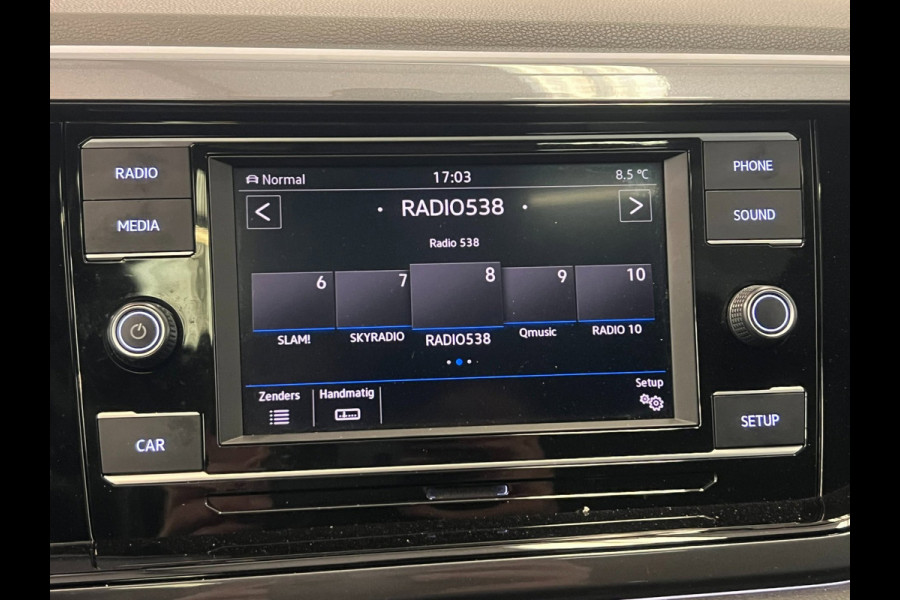 RADIO
MEDIA
CAR
Normal
17:03
8.5 °C
<
• RADIO538 •
>
Radio 538
6
7
8
9
10
SLAM!
SKYRADIO
RADIO538
Qmusic
RADIO 10
Zenders
Handmatig
Setup
PHONE
SOUND
SETUP